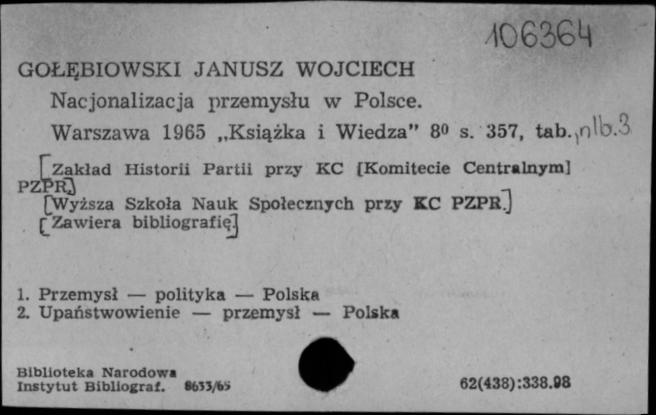 106364
GOŁĘBIOWSKI JANUSZ WOJCIECH
Nacjonalizacja przemysłu w Polsce.
Warszawa 1965 „Książka i Wiedza" 8⁰ s. 357, tab., nlb.3
[Zakład Historii Partii przy KC [Komitecie Centralnym]
PZPR]
[Wyższa Szkoła Nauk Społecznych przy KC PZPR.]
[Zawiera bibliografię]
1. Przemysł — polityka — Polska
2. Upaństwowienie — przemysł — Polska
Biblioteka Narodowa
Instytut Bibliograf. 8633/65
62(438):338.98